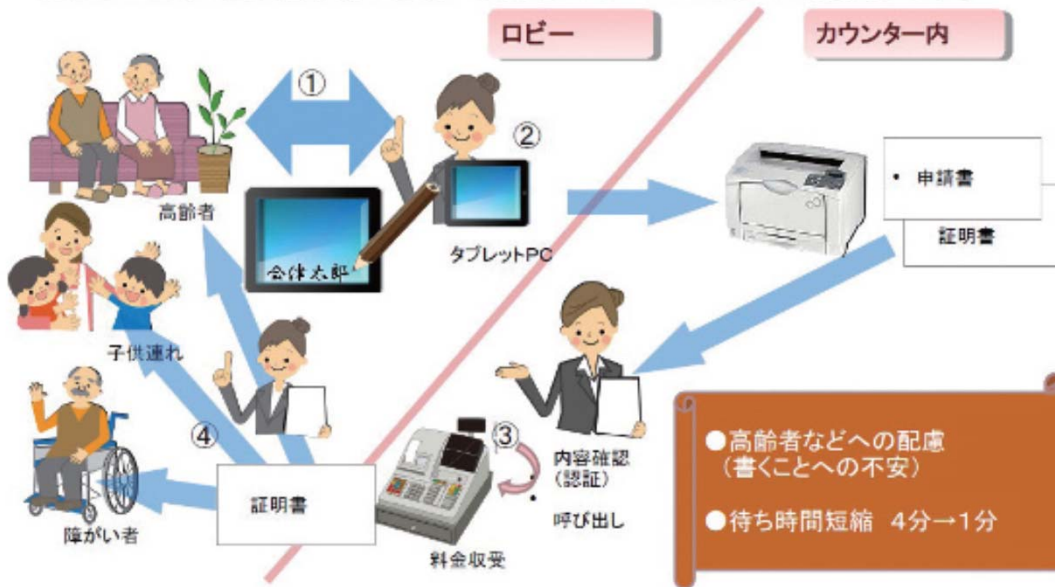 ロビー
カウンター内
①
②
高齢者
会津太郎
タブレットPC
・ 申請書
証明書
子供連れ
④
障がい者
証明書
③
内容確認
(認証)
・
呼び出し
料金収受
●高齢者などへの配慮
(書くことへの不安)
●待ち時間短縮 4分→1分